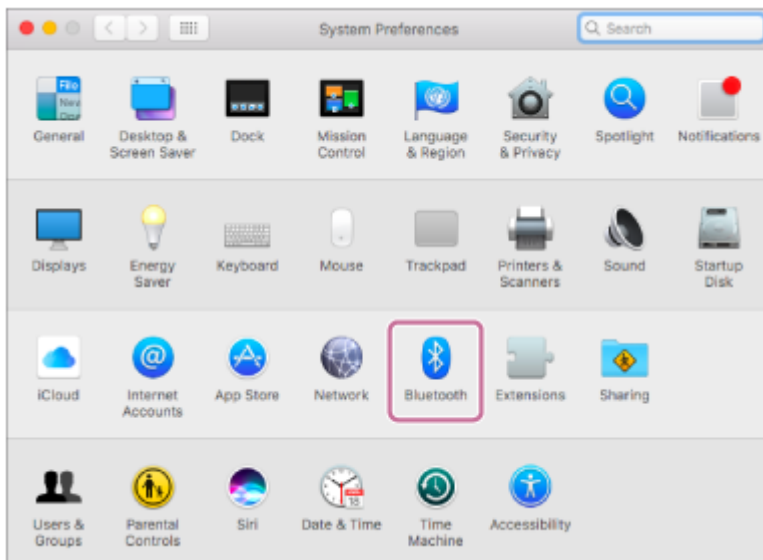 System Preferences
Search
General
Desktop &
Screen Saver
Dock
Mission
Control
Language
& Region
Security
& Privacy
Spotlight
Notifications
Displays
Energy
Saver
Keyboard
Mouse
Trackpad
Printers &
Scanners
Sound
Startup
Disk
iCloud
Internet
Accounts
App Store
Network
Bluetooth
Extensions
Sharing
Users &
Groups
Parental
Controls
Siri
Date & Time
Time
Machine
Accessibility